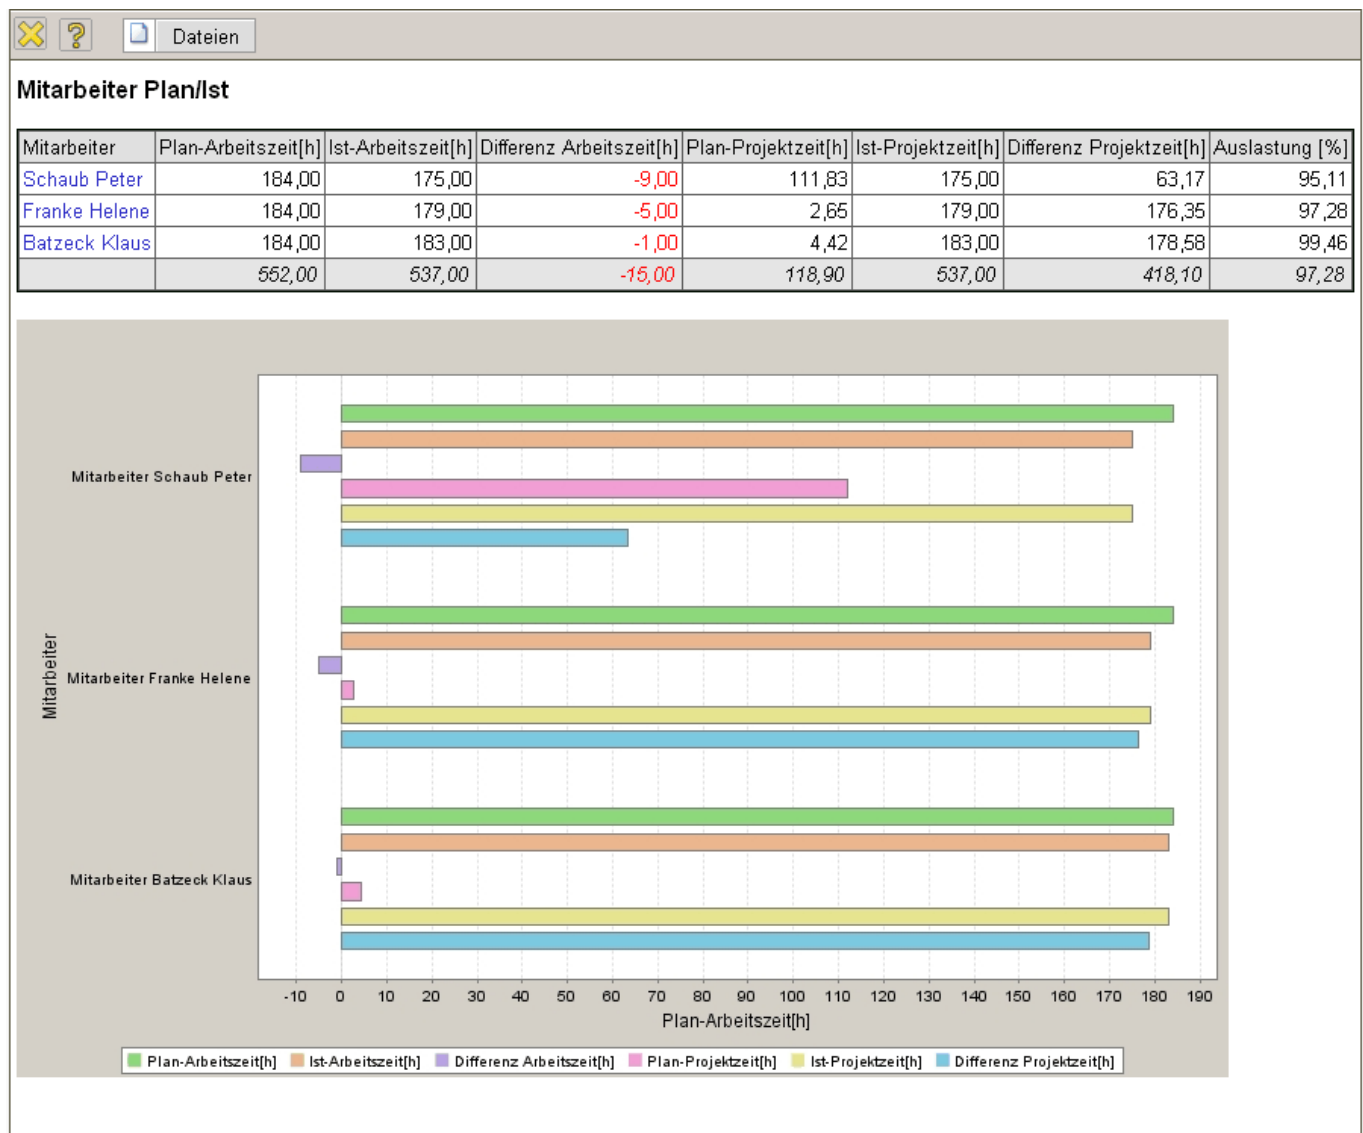 Dateien
Mitarbeiter Plan/Ist
Mitarbeiter Plan-Arbeitszeit[h] Ist-Arbeitszeit[h] Differenz Arbeitszeit[h] Plan-Projektzeit[h] Ist-Projektzeit[h] Differenz Projektzeit[h] Auslastung [%]
Schaub Peter 184,00 175,00 -9,00 111,83 175,00 63,17 95,11
Franke Helene 184,00 179,00 -5,00 2,65 179,00 176,35 97,28
Batzeck Klaus 184,00 183,00 -1,00 4,42 183,00 178,58 99,46
552,00 537,00 -15,00 118,90 537,00 418,10 97,28
Mitarbeiter Schaub Peter
Mitarbeiter
Mitarbeiter Franke Helene
Mitarbeiter Batzeck Klaus
-10 0 10 20 30 40 50 60 70 80 90 100 110 120 130 140 150 160 170 180 190
Plan-Arbeitszeit[h]
Plan-Arbeitszeit[h] Ist-Arbeitszeit[h] Differenz Arbeitszeit[h] Plan-Projektzeit[h] Ist-Projektzeit[h] Differenz Projektzeit[h]